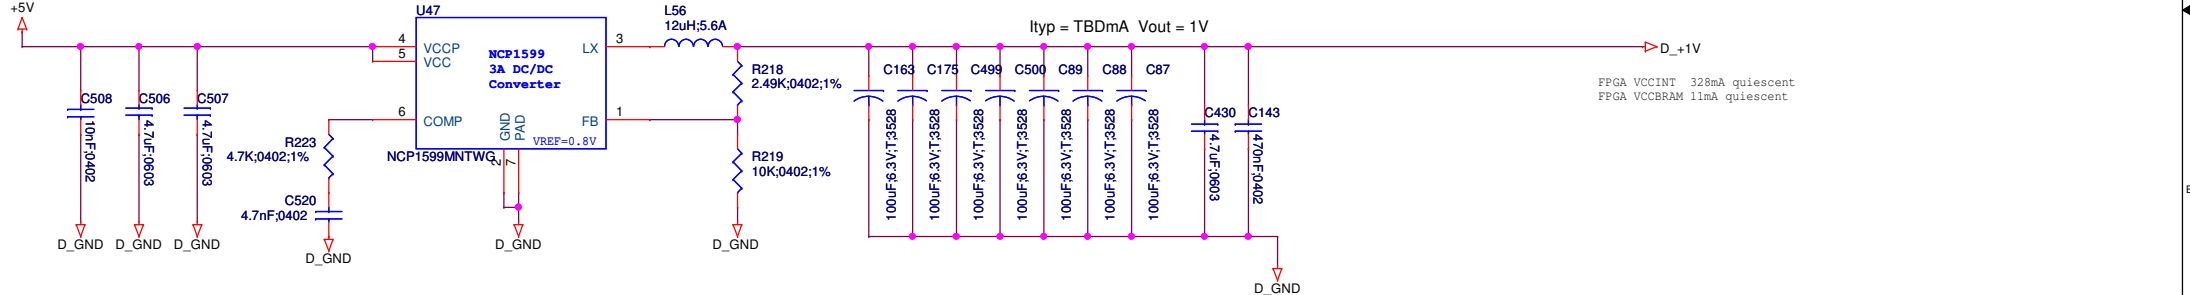 +5V
U47
L56
12uH;5.6A
Ityp = TBDmA Vout = 1V
4
VCCP
5
VCC
NCP1599
3A DC/DC
Converter
LX
3
D_+1V
C508
10nF;0402
C506
4.7uF;0603
C507
4.7uF;0603
R218
2.49K;0402;1%
C163
100uF;6.3V;T;3528
C175
100uF;6.3V;T;3528
C499
100uF;6.3V;T;3528
C500
100uF;6.3V;T;3528
C89
100uF;6.3V;T;3528
C88
100uF;6.3V;T;3528
C87
100uF;6.3V;T;3528
C430
4.7uF;0603
C143
470nF;0402
FPGA VCCINT 328mA quiescent
FPGA VCCBRAM 11mA quiescent
6
COMP
GND
PAD
FB
1
VREF=0.8V
R223
4.7K;0402;1%
NCP1599MNTWG
2
7
R219
10K;0402;1%
C520
4.7nF;0402
D_GND
D_GND
D_GND
D_GND
D_GND
D_GND
D_GND